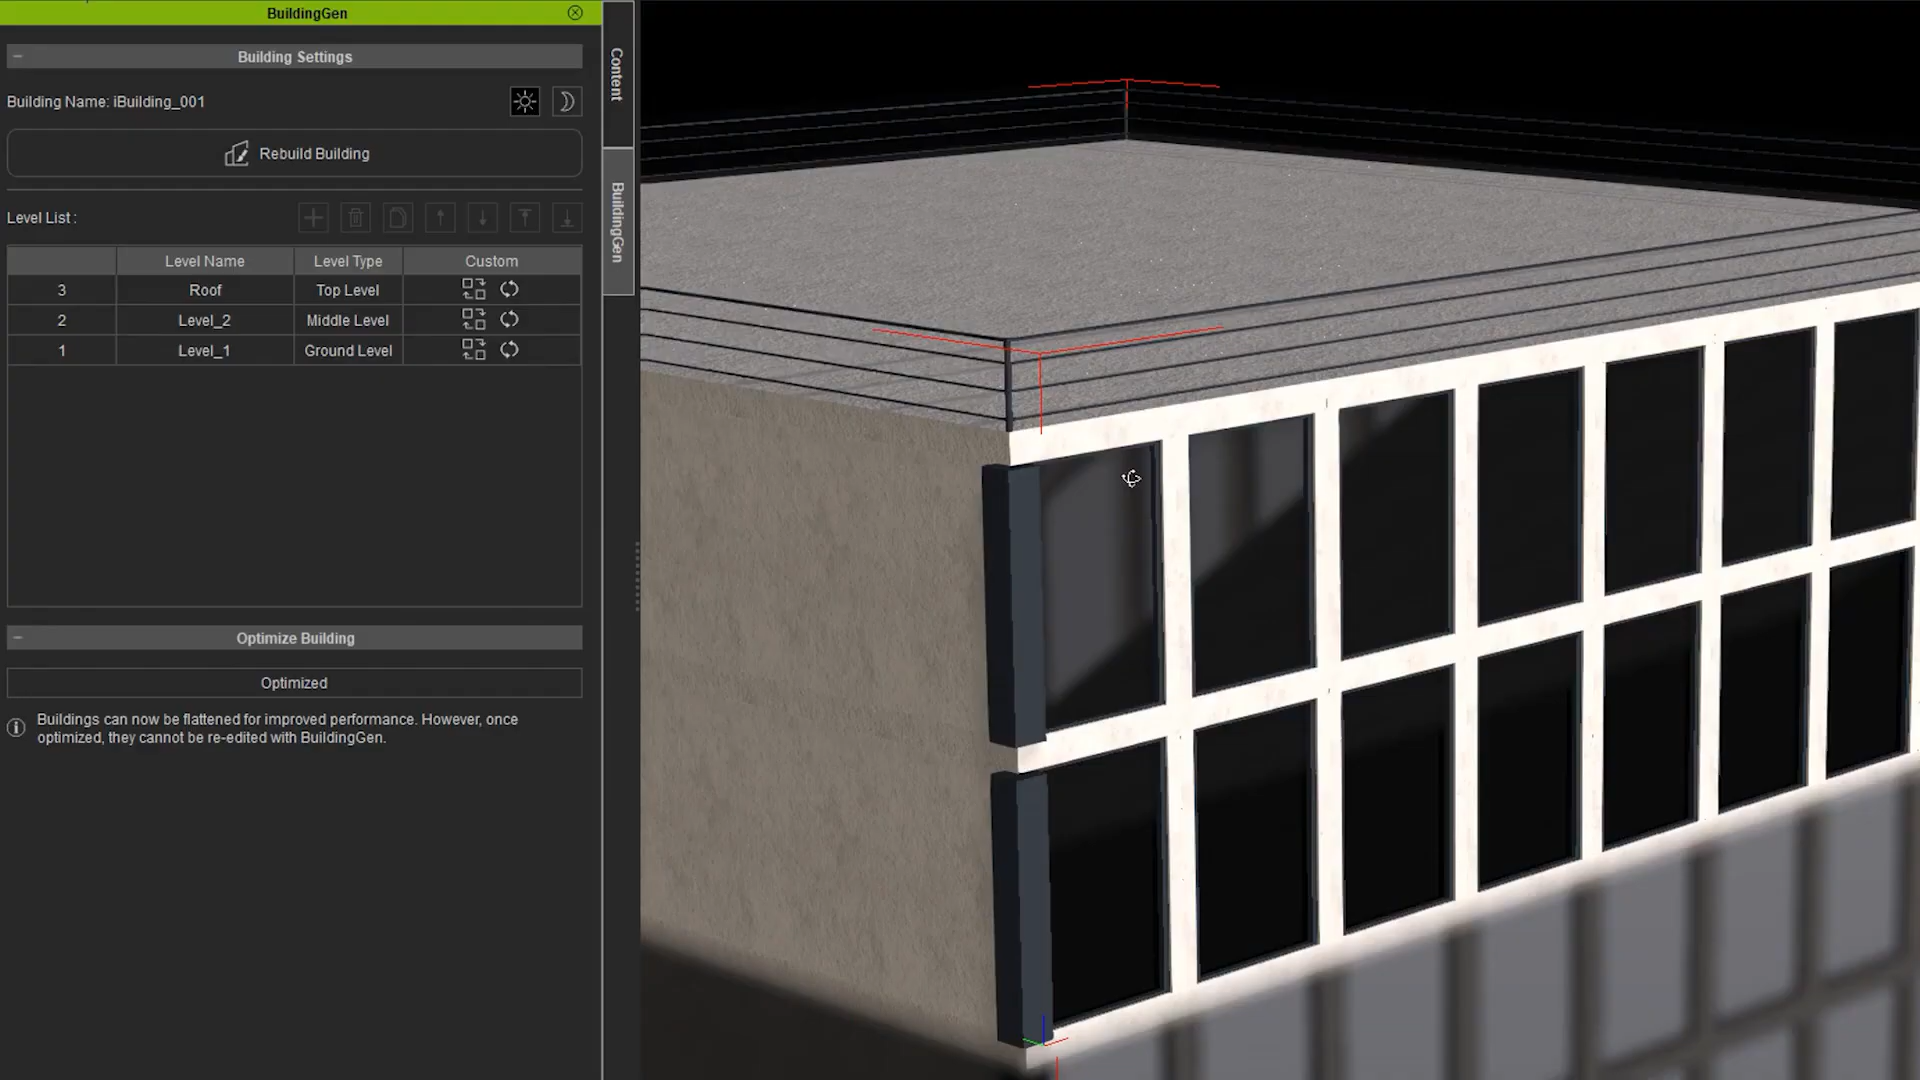 BuildingGen
Building Settings
Building Name: iBuilding_001
Rebuild Building
Level List :
Level Name Level Type Custom
3 Roof Top Level
2 Level_2 Middle Level
1 Level_1 Ground Level
Optimize Building
Optimized
Buildings can now be flattened for improved performance. However, once
optimized, they cannot be re-edited with BuildingGen.
Content
BuildingGen